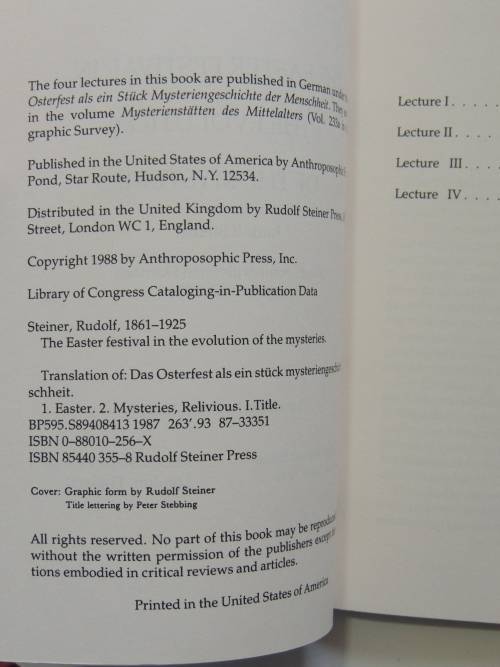 The four lectures in this book are published in German under
Osterfest als ein Stück Mysteriengeschichte der Menschheit. They
in the volume Mysterienstätten des Mittelalters (Vol. 233a in
graphic Survey).
Published in the United States of America by Anthroposophic
Pond, Star Route, Hudson, N.Y. 12534.
Distributed in the United Kingdom by Rudolf Steiner Press,
Street, London WC 1, England.
Copyright 1988 by Anthroposophic Press, Inc.
Library of Congress Cataloging-in-Publication Data
Steiner, Rudolf, 1861–1925
The Easter festival in the evolution of the mysteries.
Translation of: Das Osterfest als ein stück mysteriengeschichte
schheit.
1. Easter. 2. Mysteries, Relivious. I.Title.
BP595.S89408413 1987 263'.93 87–33351
ISBN 0–88010–256–X
ISBN 85440 355–8 Rudolf Steiner Press
Cover: Graphic form by Rudolf Steiner
Title lettering by Peter Stebbing
All rights reserved. No part of this book may be reproduced
without the written permission of the publishers except
tions embodied in critical reviews and articles.
Printed in the United States of America
Lecture I . . . . .
Lecture II . . . .
Lecture III . . . .
Lecture IV . . . .